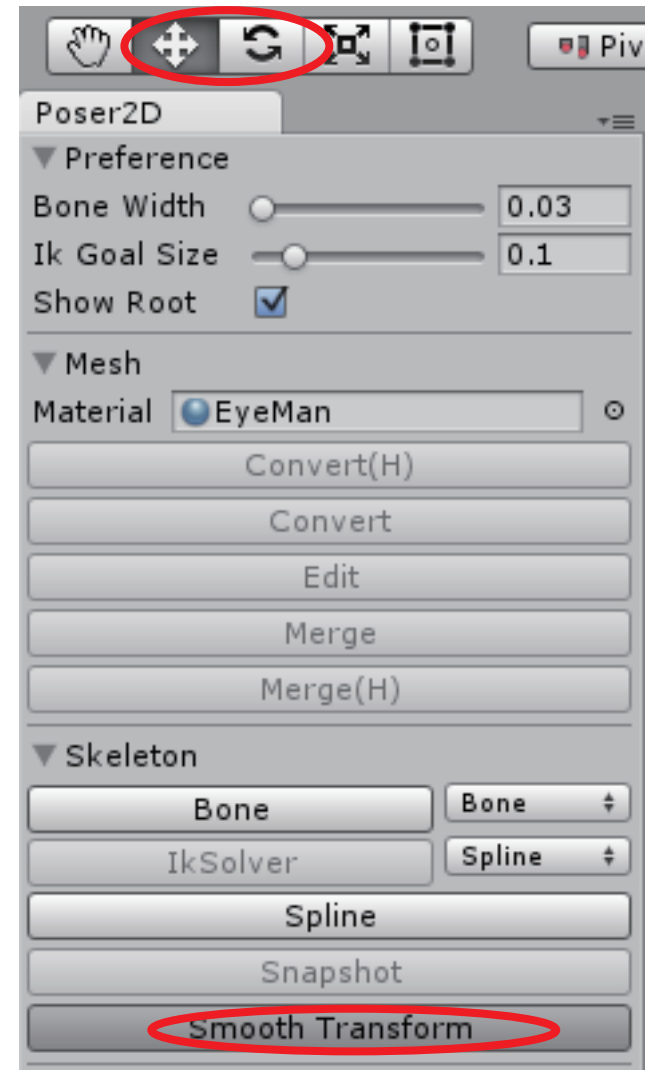 Piv
Poser2D
Preference
Bone Width 0.03
Ik Goal Size 0.1
Show Root
Mesh
Material EyeMan
Convert(H)
Convert
Edit
Merge
Merge(H)
Skeleton
Bone Bone
IkSolver Spline
Spline
Snapshot
Smooth Transform